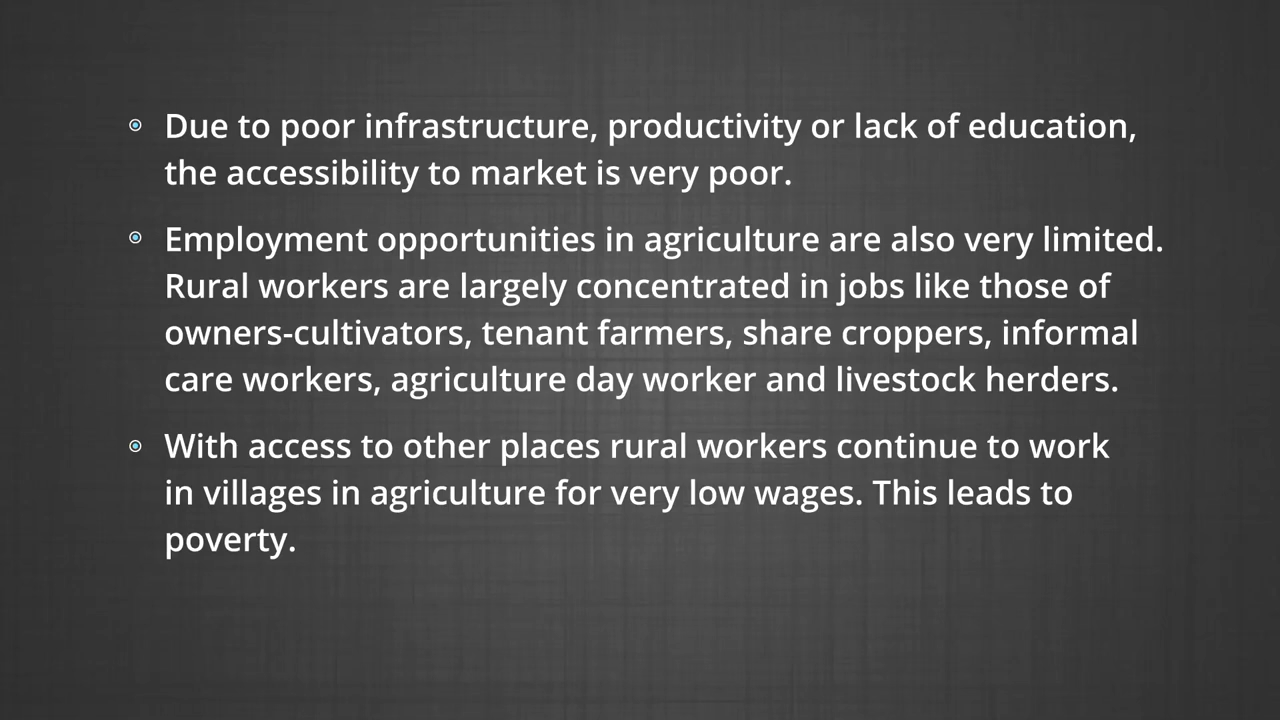 Due to poor infrastructure, productivity or lack of education,
the accessibility to market is very poor.
Employment opportunities in agriculture are also very limited.
Rural workers are largely concentrated in jobs like those of
owners-cultivators, tenant farmers, share croppers, informal
care workers, agriculture day worker and livestock herders.
With access to other places rural workers continue to work
in villages in agriculture for very low wages. This leads to
poverty.